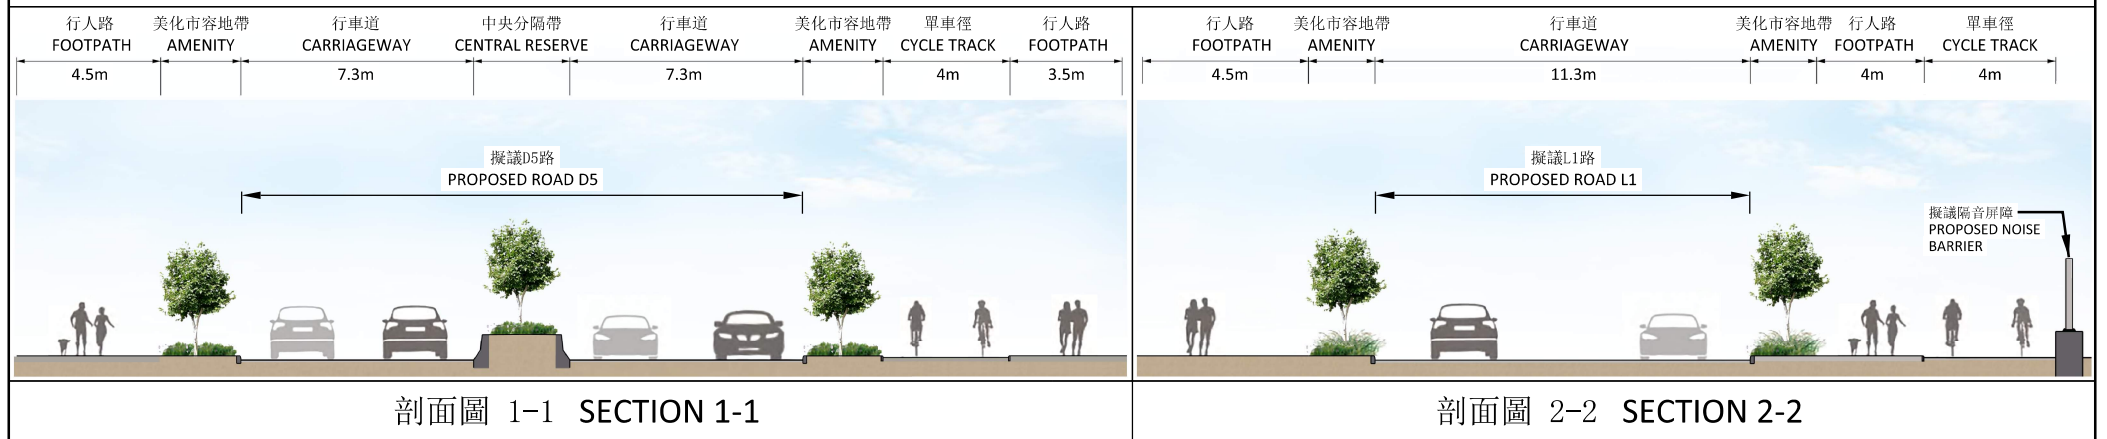 行人路
FOOTPATH
4.5m
美化市容地帶
AMENITY
行車道
CARRIAGEWAY
7.3m
中央分隔帶
CENTRAL RESERVE
行車道
CARRIAGEWAY
7.3m
美化市容地帶
AMENITY
單車徑
CYCLE TRACK
4m
行人路
FOOTPATH
3.5m
擬議D5路
PROPOSED ROAD D5
剖面圖 1-1 SECTION 1-1
行人路
FOOTPATH
4.5m
美化市容地帶
AMENITY
行車道
CARRIAGEWAY
11.3m
美化市容地帶
AMENITY
行人路
FOOTPATH
4m
單車徑
CYCLE TRACK
4m
擬議L1路
PROPOSED ROAD L1
擬議隔音屏障
PROPOSED NOISE
BARRIER
剖面圖 2-2 SECTION 2-2